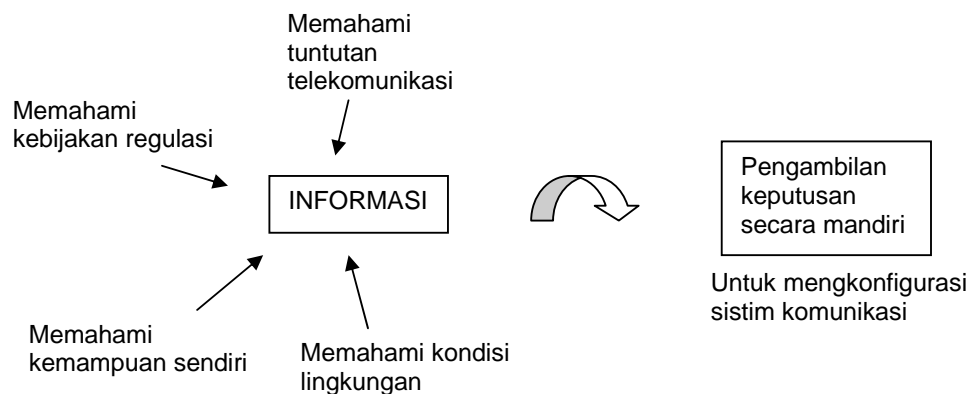 Memahami
tuntutan
telekomunikasi
Memahami
kebijakan regulasi
INFORMASI
Pengambilan
keputusan
secara mandiri
Untuk mengkonfigurasi
sistim komunikasi
Memahami
kemampuan sendiri
Memahami kondisi
lingkungan